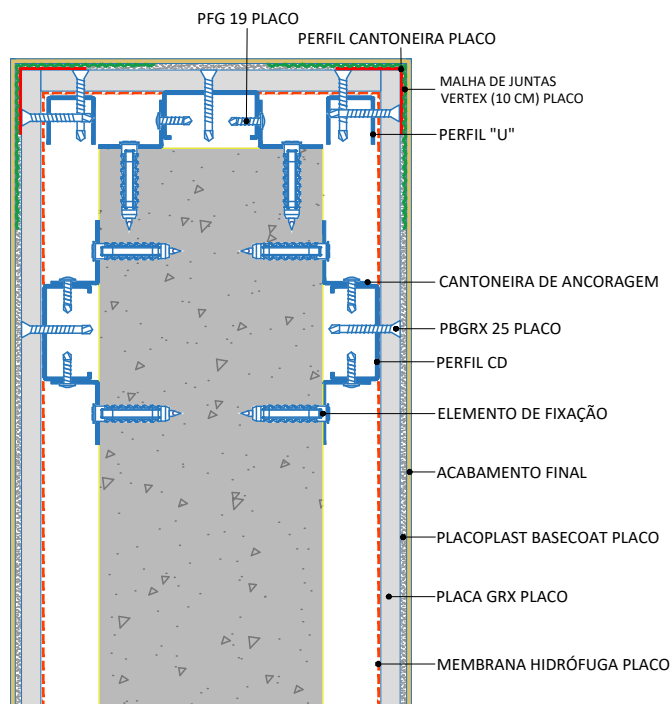 PFG 19 PLACO
PERFIL CANTONEIRA PLACO
MALHA DE JUNTAS
VERTEX (10 CM) PLACO
PERFIL "U"
CANTONEIRA DE ANCORAGEM
PBGRX 25 PLACO
PERFIL CD
ELEMENTO DE FIXAÇÃO
ACABAMENTO FINAL
PLACOPLAST BASECOAT PLACO
PLACA GRX PLACO
MEMBRANA HIDRÓFUGA PLACO